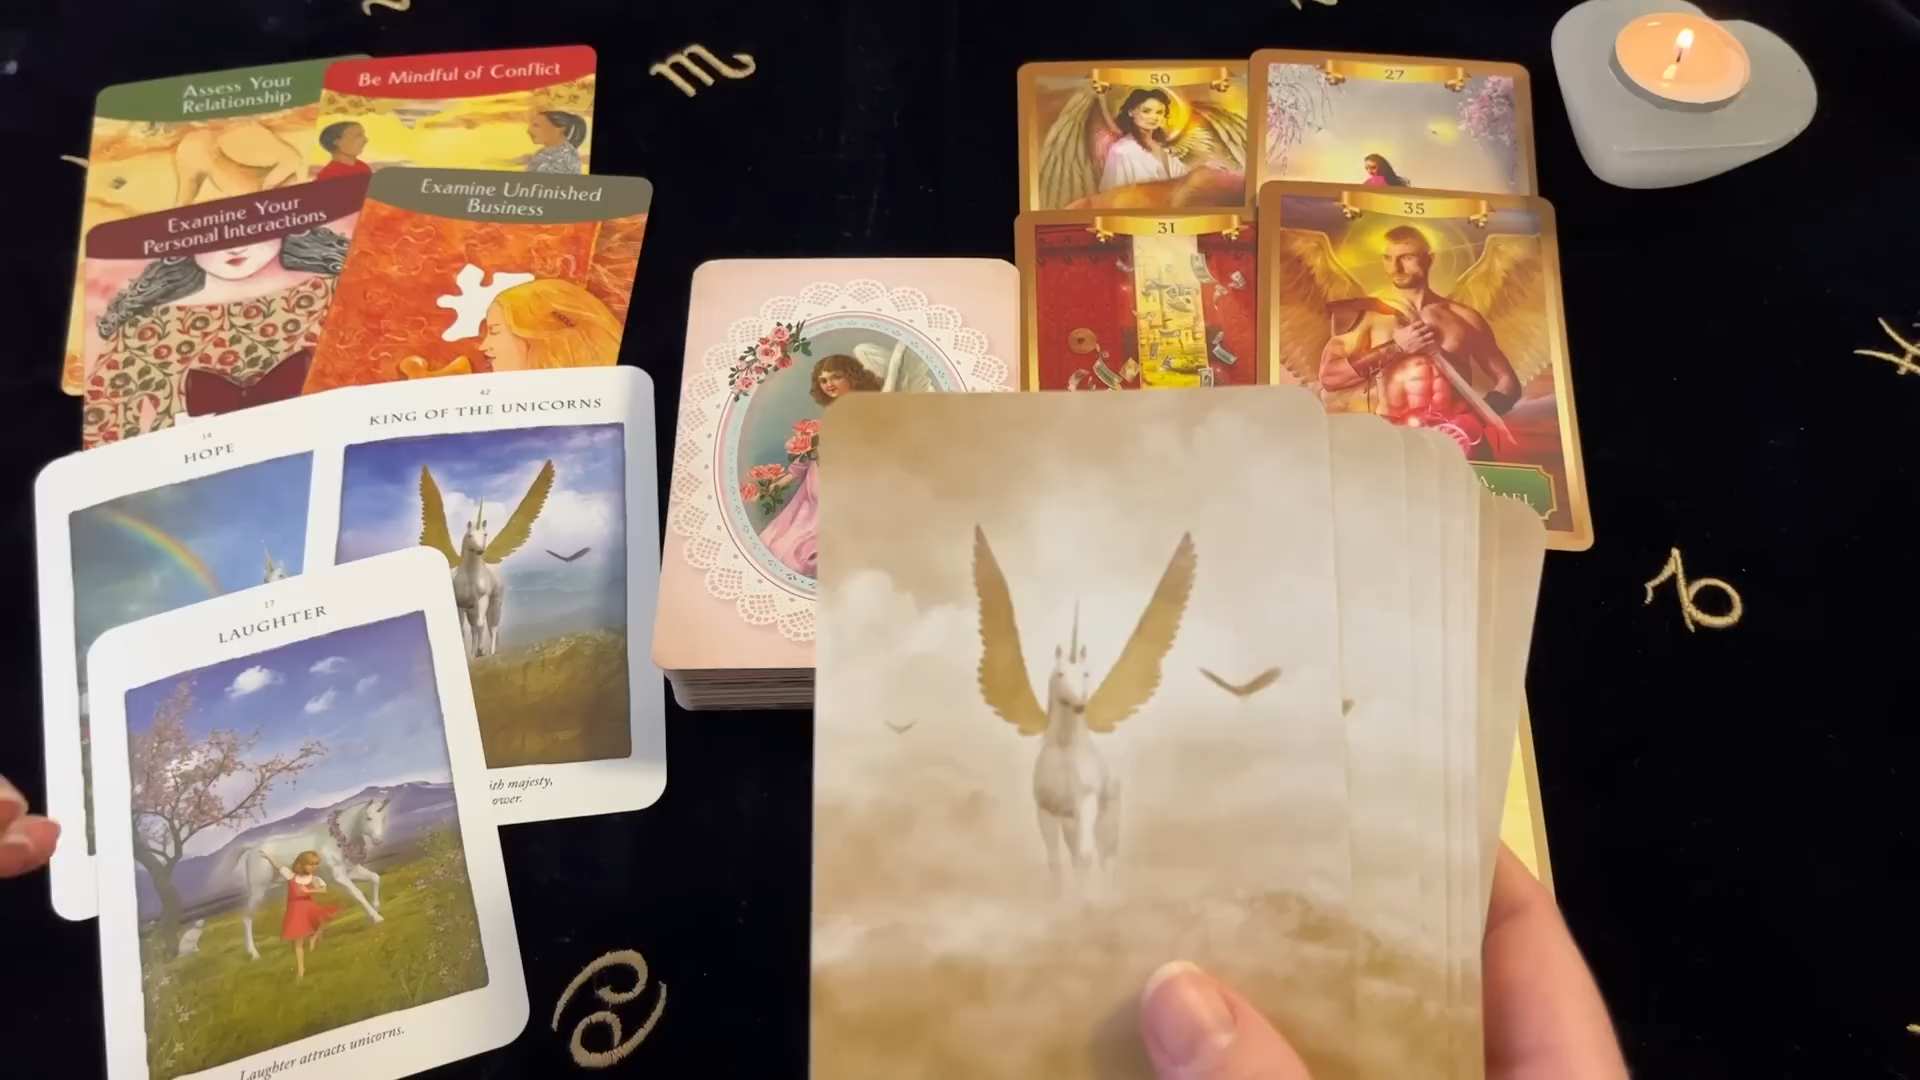 Assess Your
Relationship
Be Mindful of Conflict
Examine Your
Personal Interactions
Examine Unfinished
Business
50
27
31
35
14
HOPE
42
KING OF THE UNICORNS
ith majesty,
ower.
17
LAUGHTER
Laughter attracts unicorns.